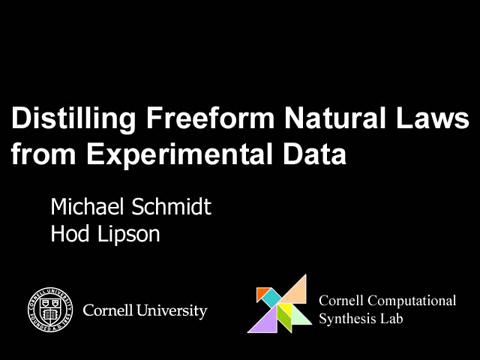 Distilling Freeform Natural Laws
from Experimental Data
Michael Schmidt
Hod Lipson
Cornell University
Cornell Computational
Synthesis Lab